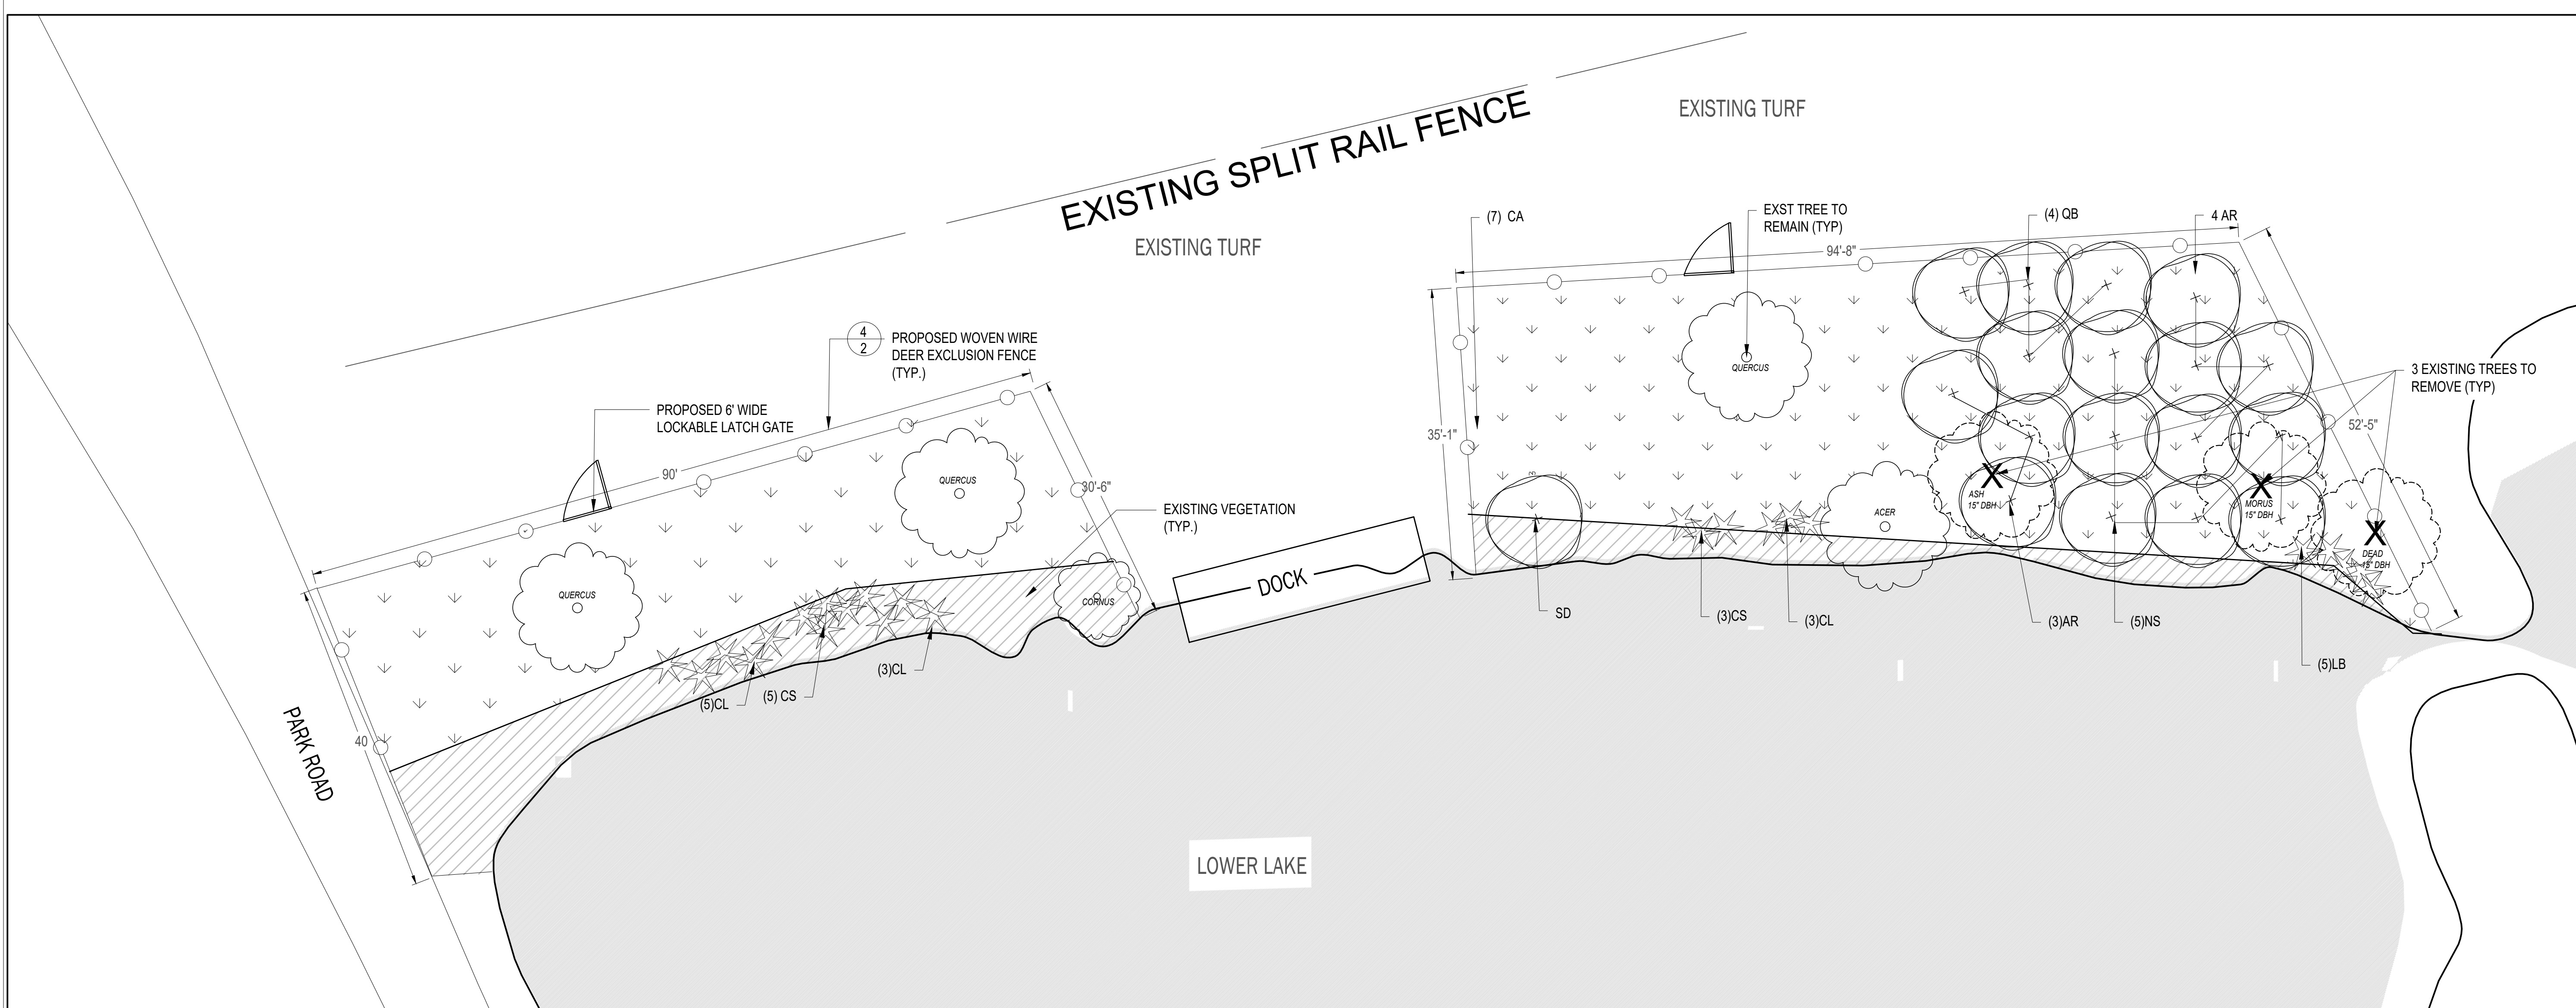 EXISTING TURF
EXISTING SPLIT RAIL FENCE
EXISTING TURF
(7) CA
EXST TREE TO
REMAIN (TYP)
(4) QB
4 AR
94'-8"
4
2
PROPOSED WOVEN WIRE
DEER EXCLUSION FENCE
(TYP.)
PROPOSED 6' WIDE
LOCKABLE LATCH GATE
90'
30'-6"
QUERCUS
QUERCUS
QUERCUS
35'-1"
3 EXISTING TREES TO
REMOVE (TYP)
52'-5"
EXISTING VEGETATION
(TYP.)
X
ASH
15" DBH
X
MORUS
15" DBH
X
DEAD
15" DBH
ACER
CORNUS
DOCK
SD
(3)CS
(3)CL
(3)AR
(5)NS
(5)LB
(3)CL
(5) CS
(5)CL
40
PARK ROAD
LOWER LAKE